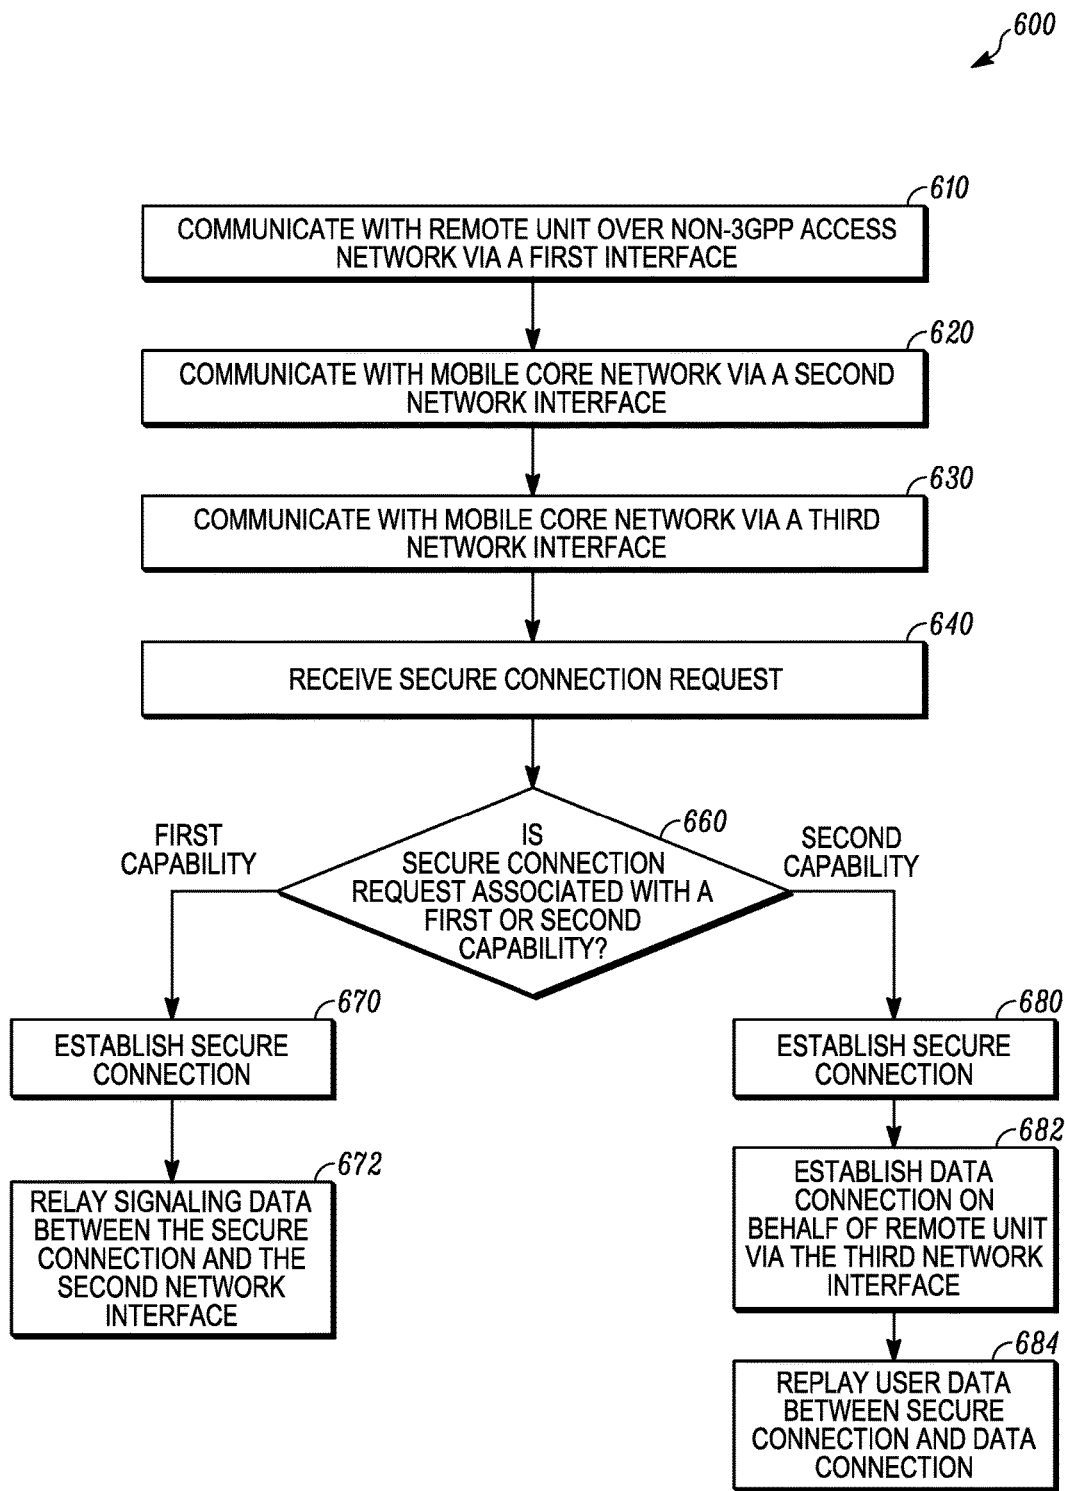 600
610
COMMUNICATE WITH REMOTE UNIT OVER NON-3GPP ACCESS
NETWORK VIA A FIRST INTERFACE
620
COMMUNICATE WITH MOBILE CORE NETWORK VIA A SECOND
NETWORK INTERFACE
630
COMMUNICATE WITH MOBILE CORE NETWORK VIA A THIRD
NETWORK INTERFACE
640
RECEIVE SECURE CONNECTION REQUEST
660
IS
SECURE CONNECTION
REQUEST ASSOCIATED WITH A
FIRST OR SECOND
CAPABILITY?
FIRST
CAPABILITY
SECOND
CAPABILITY
670
ESTABLISH SECURE
CONNECTION
672
RELAY SIGNALING DATA
BETWEEN THE SECURE
CONNECTION AND THE
SECOND NETWORK
INTERFACE
680
ESTABLISH SECURE
CONNECTION
682
ESTABLISH DATA
CONNECTION ON
BEHALF OF REMOTE UNIT
VIA THE THIRD NETWORK
INTERFACE
684
REPLAY USER DATA
BETWEEN SECURE
CONNECTION AND DATA
CONNECTION